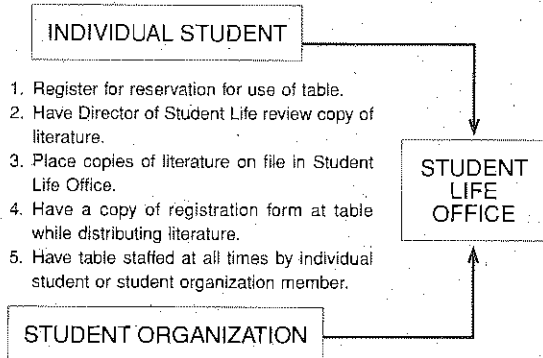 INDIVIDUAL STUDENT
1. Register for reservation for use of table.
2. Have Director of Student Life review copy of
literature.
3. Place copies of literature on file in Student
Life Office.
4. Have a copy of registration form at table
while distributing literature.
5. Have table staffed at all times by individual
student or student organization member.
STUDENT
LIFE
OFFICE
STUDENT ORGANIZATION